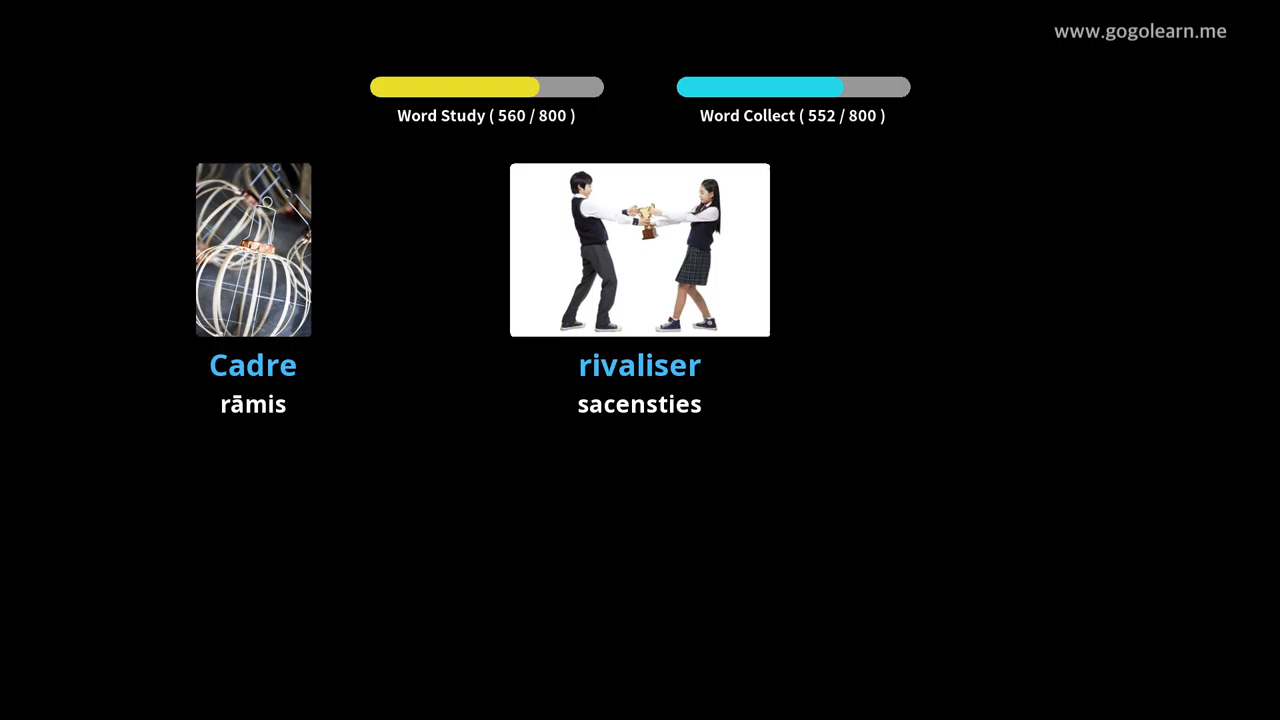 www.gogolearn.me
Word Study ( 560 / 800 )
Word Collect ( 552 / 800 )
Cadre
rāmis
rivaliser
sacensties